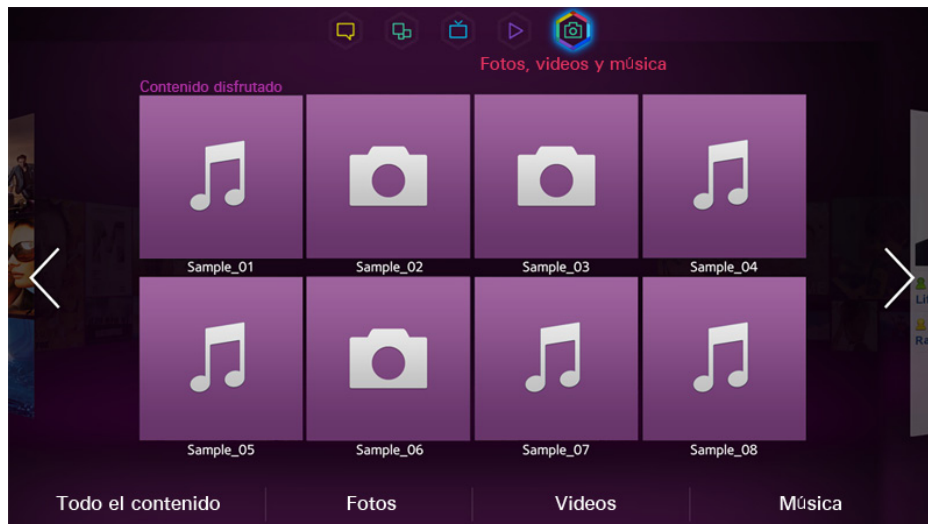 Fotos, videos y música
Contenido disfrutado
Sample_01 Sample_02 Sample_03 Sample_04
Sample_05 Sample_06 Sample_07 Sample_08
Todo el contenido Fotos Videos Música